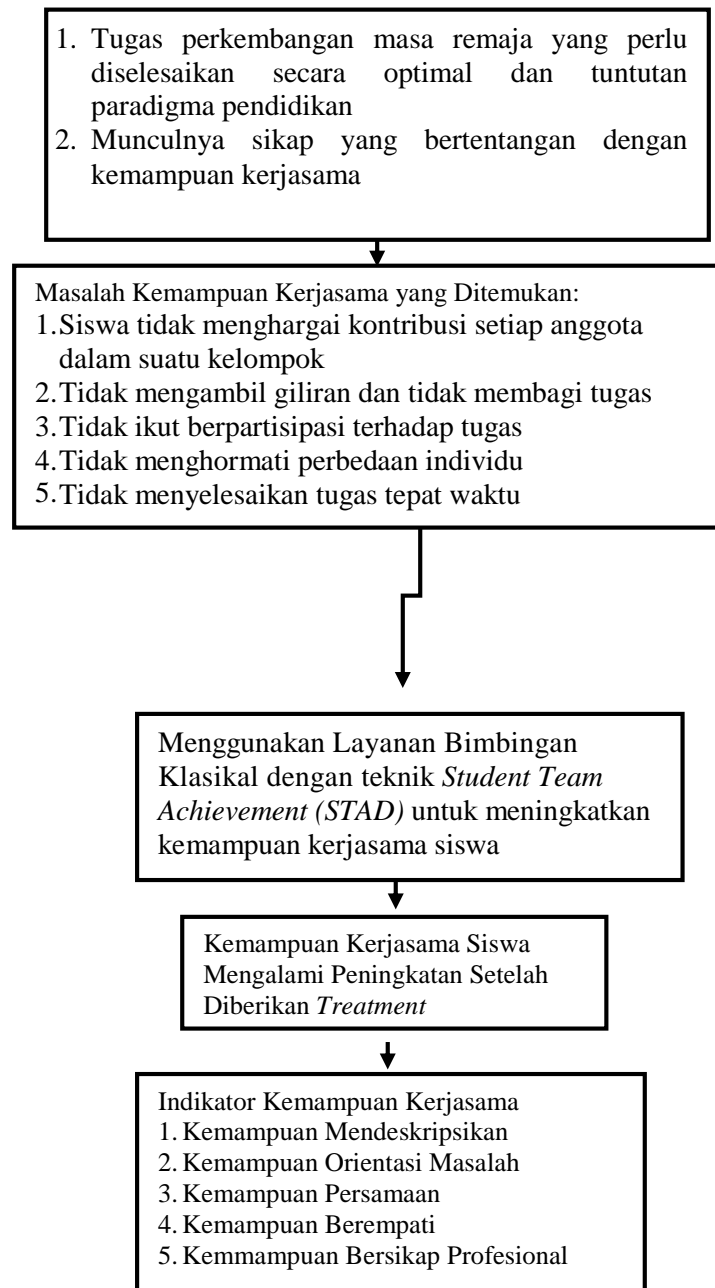 1. Tugas perkembangan masa remaja yang perlu
diselesaikan secara optimal dan tuntutan
paradigma pendidikan
2. Munculnya sikap yang bertentangan dengan
kemampuan kerjasama
Masalah Kemampuan Kerjasama yang Ditemukan:
1. Siswa tidak menghargai kontribusi setiap anggota
dalam suatu kelompok
2. Tidak mengambil giliran dan tidak membagi tugas
3. Tidak ikut berpartisipasi terhadap tugas
4. Tidak menghormati perbedaan individu
5. Tidak menyelesaikan tugas tepat waktu
Menggunakan Layanan Bimbingan
Klasikal dengan teknik Student Team
Achievement (STAD) untuk meningkatkan
kemampuan kerjasama siswa
Kemampuan Kerjasama Siswa
Mengalami Peningkatan Setelah
Diberikan Treatment
Indikator Kemampuan Kerjasama
1. Kemampuan Mendeskripsikan
2. Kemampuan Orientasi Masalah
3. Kemampuan Persamaan
4. Kemampuan Berempati
5. Kemmampuan Bersikap Profesional